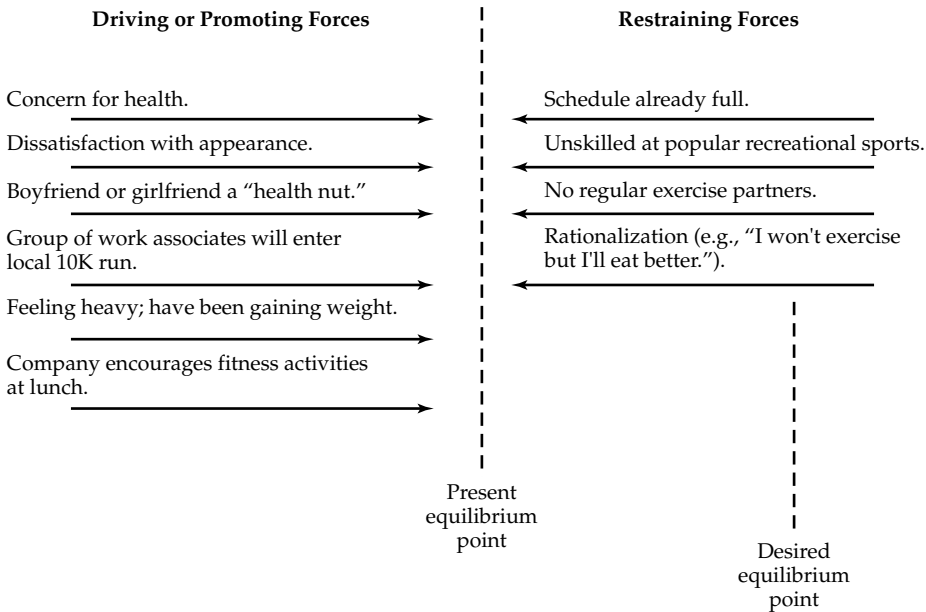 Driving or Promoting Forces
Restraining Forces
Concern for health.
Schedule already full.
Dissatisfaction with appearance.
Unskilled at popular recreational sports.
Boyfriend or girlfriend a “health nut.”
No regular exercise partners.
Group of work associates will enter
local 10K run.
Rationalization (e.g., “I won't exercise
but I'll eat better.”).
Feeling heavy; have been gaining weight.
Company encourages fitness activities
at lunch.
Present
equilibrium
point
Desired
equilibrium
point